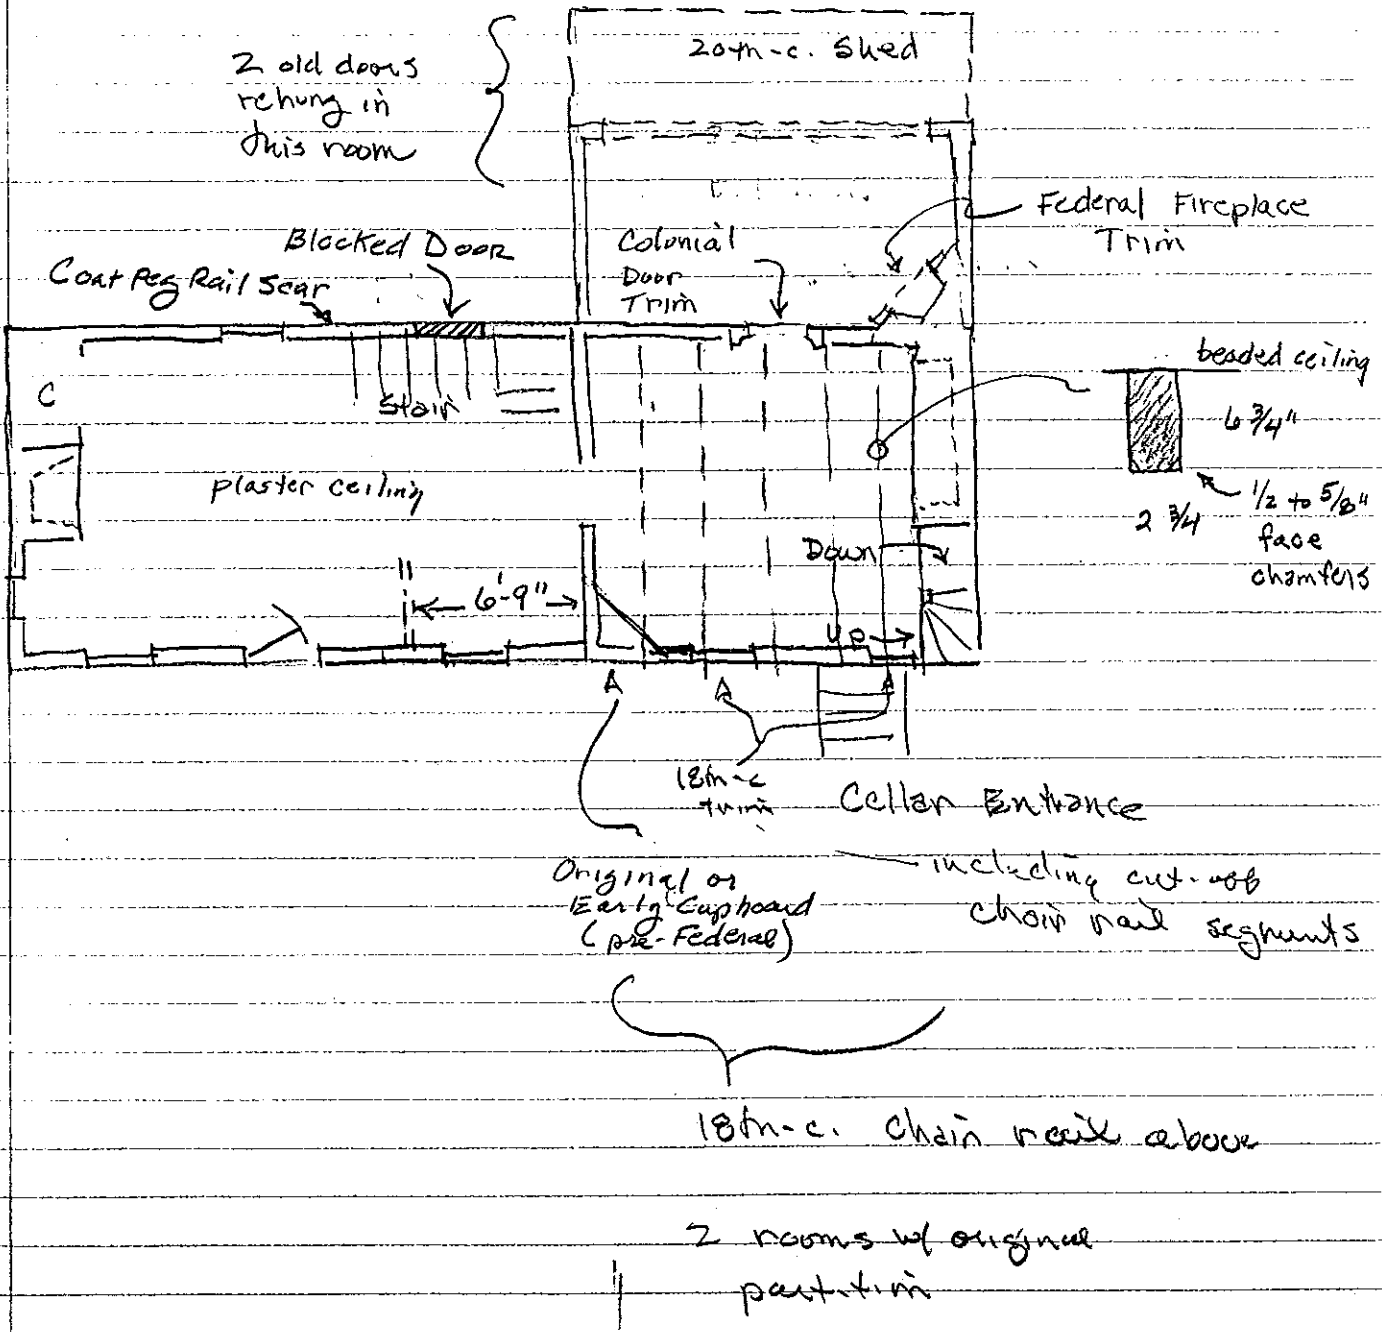 20th-c. Shed
2 old doors
rehung in
this room
Federal Fireplace
Trim
Blocked Door
Colonial
Door
Trim
Coat Peg Rail Scar
beaded ceiling
C
Stair
6 3/4"
plaster ceiling
2 3/4
1/2 to 5/8"
face
chamfers
Down
6'-9"
Up
A
A
A
18th-c
trim
Cellar Entrance
Original or
Early Cupboard
(pre-Federal)
including cut-off
chair rail segments
18th-c. Chair rail above
2 rooms w/ original
partition